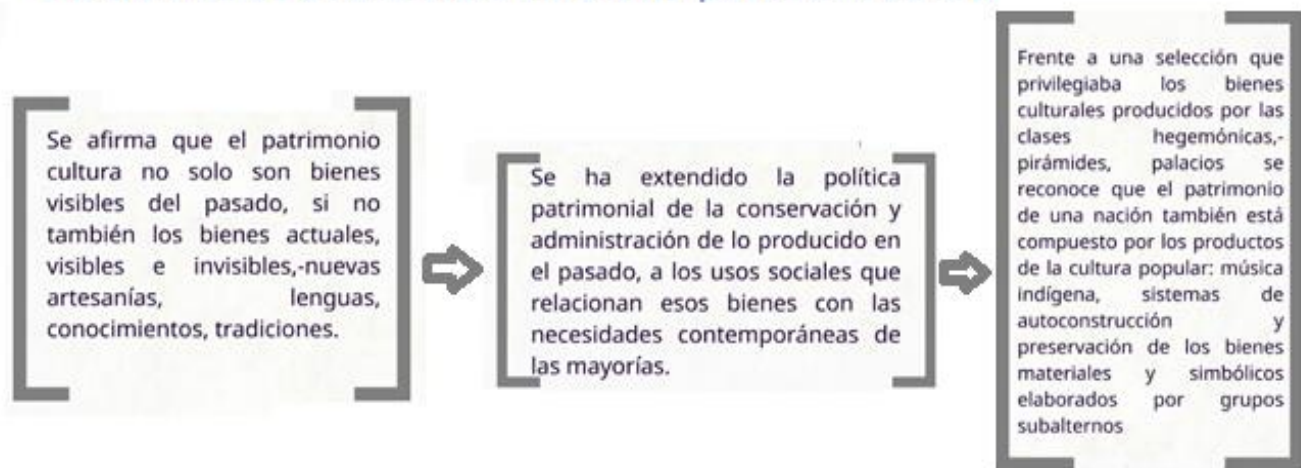 Se afirma que el patrimonio
cultura no solo son bienes
visibles del pasado, si no
también los bienes actuales,
visibles e invisibles,-nuevas
artesanías, lenguas,
conocimientos, tradiciones.
Se ha extendido la política
patrimonial de la conservación y
administración de lo producido en
el pasado, a los usos sociales que
relacionan esos bienes con las
necesidades contemporáneas de
las mayorías.
Frente a una selección que
privilegiaba los bienes
culturales producidos por las
clases hegemónicas,-
pirámides, palacios se
reconoce que el patrimonio
de una nación también está
compuesto por los productos
de la cultura popular: música
indígena, sistemas de
autoconstrucción y
preservación de los bienes
materiales y simbólicos
elaborados por grupos
subalternos